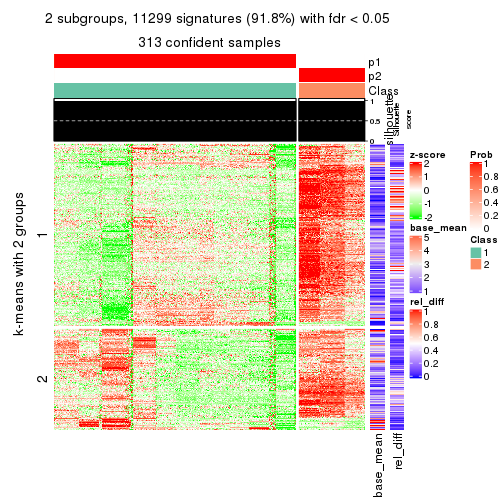 2 subgroups, 11299 signatures (91.8%) with fdr < 0.05
313 confident samples
p1
p2
Class
1
0.5
0
silhouette
Silhouette
score
k-means with 2 groups
1
2
base_mean
rel_diff
z-score
2
1
0
-1
-2
base_mean
5
4
3
2
1
rel_diff
1
0.8
0.6
0.4
0.2
0
Prob
1
0.8
0.6
0.4
0.2
0
Class
1
2